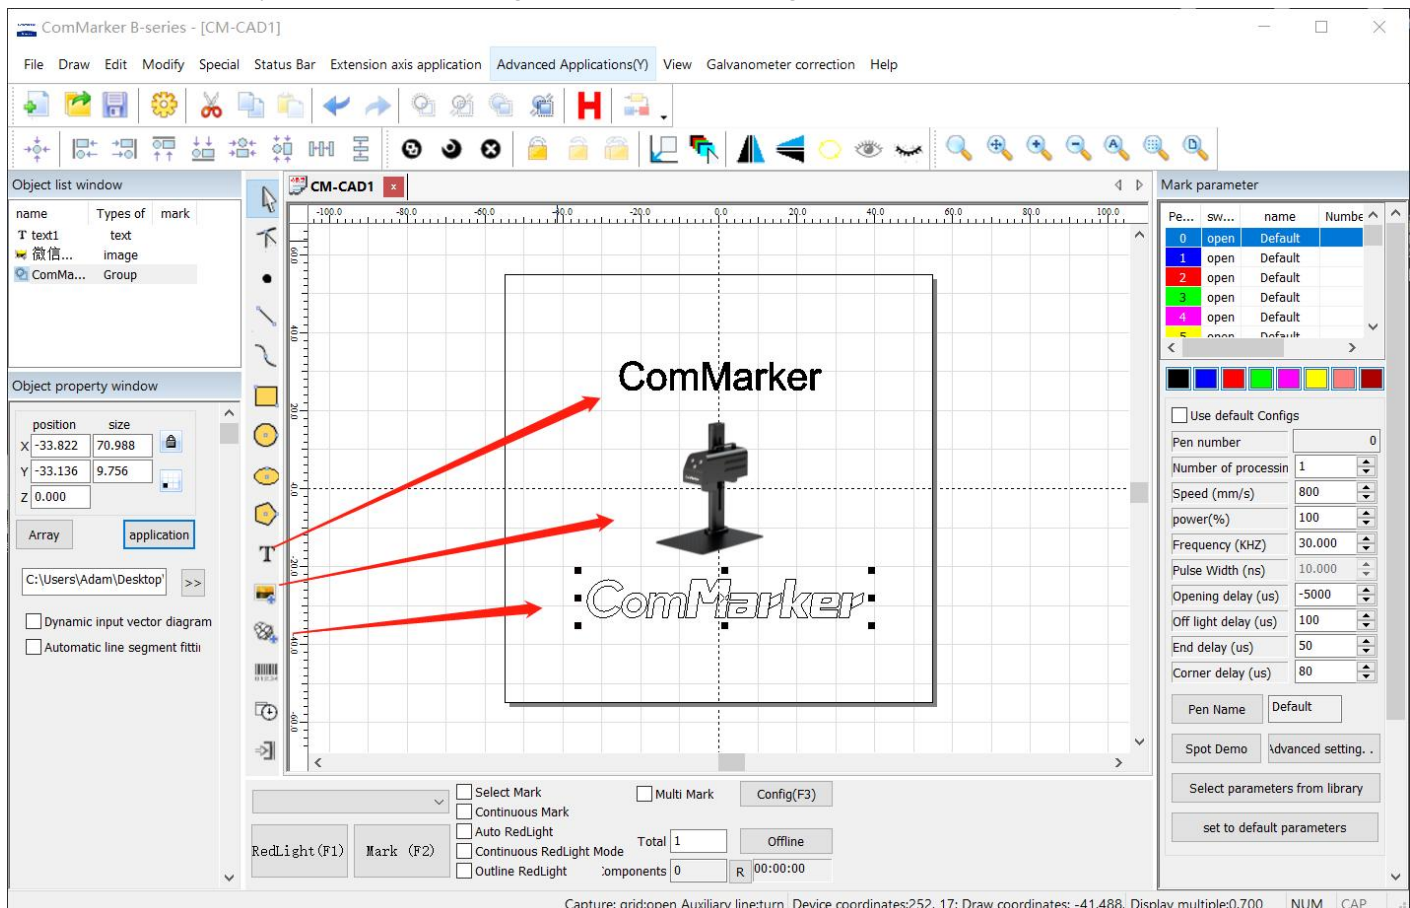 ComMarker B-series - [CM-CAD1]
File Draw Edit Modify Special Status Bar Extension axis application Advanced Applications(Y) View Galvanometer correction Help
Object list window
name Types of mark
T text1 text
微信... image
ComMa... Group
Object property window
position size
X -33.822 70.988
Y -33.136 9.756
Z 0.000
Array application
C:\Users\Adam\Desktop\ >>
Dynamic input vector diagram
Automatic line segment fittin
CM-CAD1 x
-100.0 -80.0 -60.0 -40.0 -20.0 0.0 20.0 40.0 60.0 80.0 100.0
ComMarker
ComMarker
Select Mark Multi Mark Config(F3)
Continuous Mark
Auto RedLight Total 1 Offline
RedLight(F1) Mark (F2) Continuous RedLight Mode
Outline RedLight :omponents 0 R 00:00:00
Mark parameter
Pe... sw... name Numbe
0 open Default
1 open Default
2 open Default
3 open Default
4 open Default
5 open Default
Use default Configs
Pen number 0
Number of processin 1
Speed (mm/s) 800
power(%) 100
Frequency (KHZ) 30.000
Pulse Width (ns) 10.000
Opening delay (us) -5000
Off light delay (us) 100
End delay (us) 50
Corner delay (us) 80
Pen Name Default
Spot Demo Advanced setting. .
Select parameters from library
set to default parameters
Capture: grid:open Auxiliary line:turn Device coordinates:252, 17; Draw coordinates: -41.488, Display multiple:0.700 NUM CAP